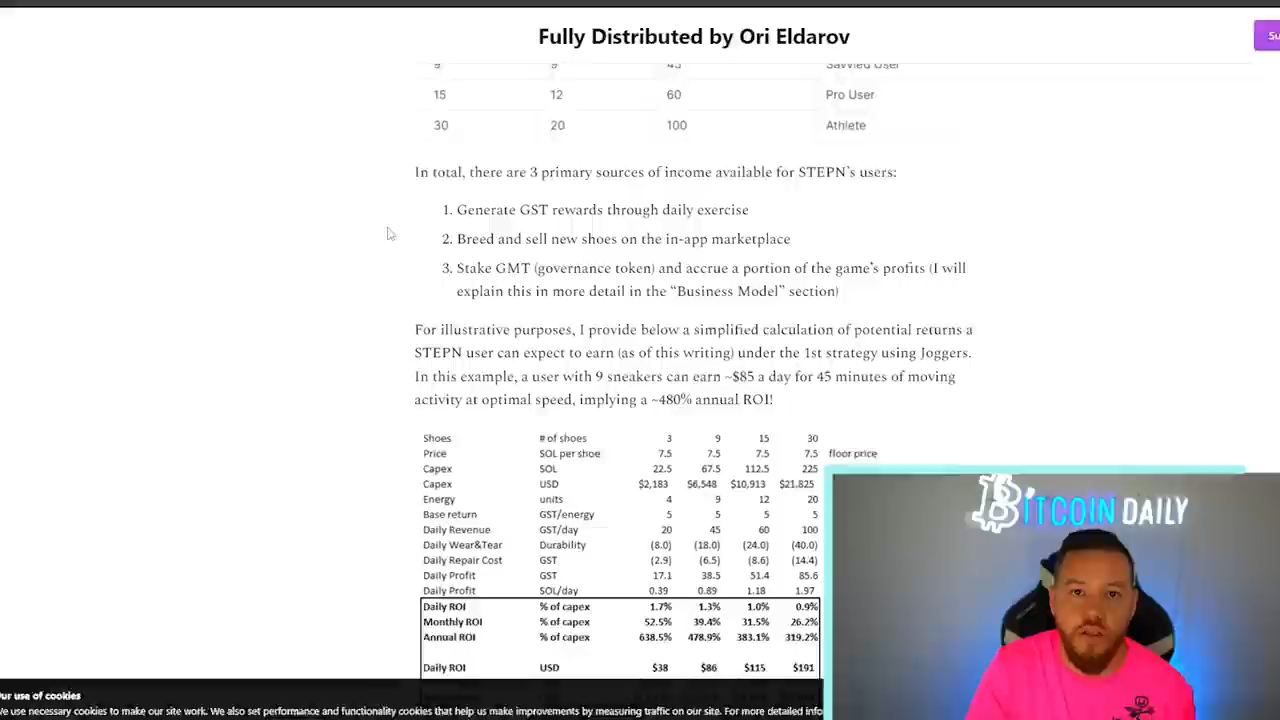 Fully Distributed by Ori Eldarov
Su
9 9 45 Savvied User
15 12 60 Pro User
30 20 100 Athlete
In total, there are 3 primary sources of income available for STEPN's users:
1. Generate GST rewards through daily exercise
2. Breed and sell new shoes on the in-app marketplace
3. Stake GMT (governance token) and accrue a portion of the game's profits (I will
explain this in more detail in the “Business Model” section)
For illustrative purposes, I provide below a simplified calculation of potential returns a
STEPN user can expect to earn (as of this writing) under the 1st strategy using Joggers.
In this example, a user with 9 sneakers can earn ~$85 a day for 45 minutes of moving
activity at optimal speed, implying a ~480% annual ROI!
Shoes # of shoes 3 9 15 30
Price SOL per shoe 7.5 7.5 7.5 7.5 floor price
Capex SOL 22.5 67.5 112.5 225
Capex USD $2,183 $6,548 $10,913 $21,825
Energy units 4 9 12 20
Base return GST/energy 5 5 5 5
Daily Revenue GST/day 20 45 60 100
Daily Wear&Tear Durability (8.0) (18.0) (24.0) (40.0)
Daily Repair Cost GST (2.9) (6.5) (8.6) (14.4)
Daily Profit GST 17.1 38.5 51.4 85.6
Daily Profit SOL/day 0.39 0.89 1.18 1.97
Daily ROI % of capex 1.7% 1.3% 1.0% 0.9%
Monthly ROI % of capex 52.5% 39.4% 31.5% 26.2%
Annual ROI % of capex 638.5% 478.9% 383.1% 319.2%
Daily ROI USD $38 $86 $115 $191
BITCOIN DAILY
ur use of cookies
e use necessary cookies to make our site work. We also set performance and functionality cookies that help us make improvements by measuring traffic on our site. For more detailed info